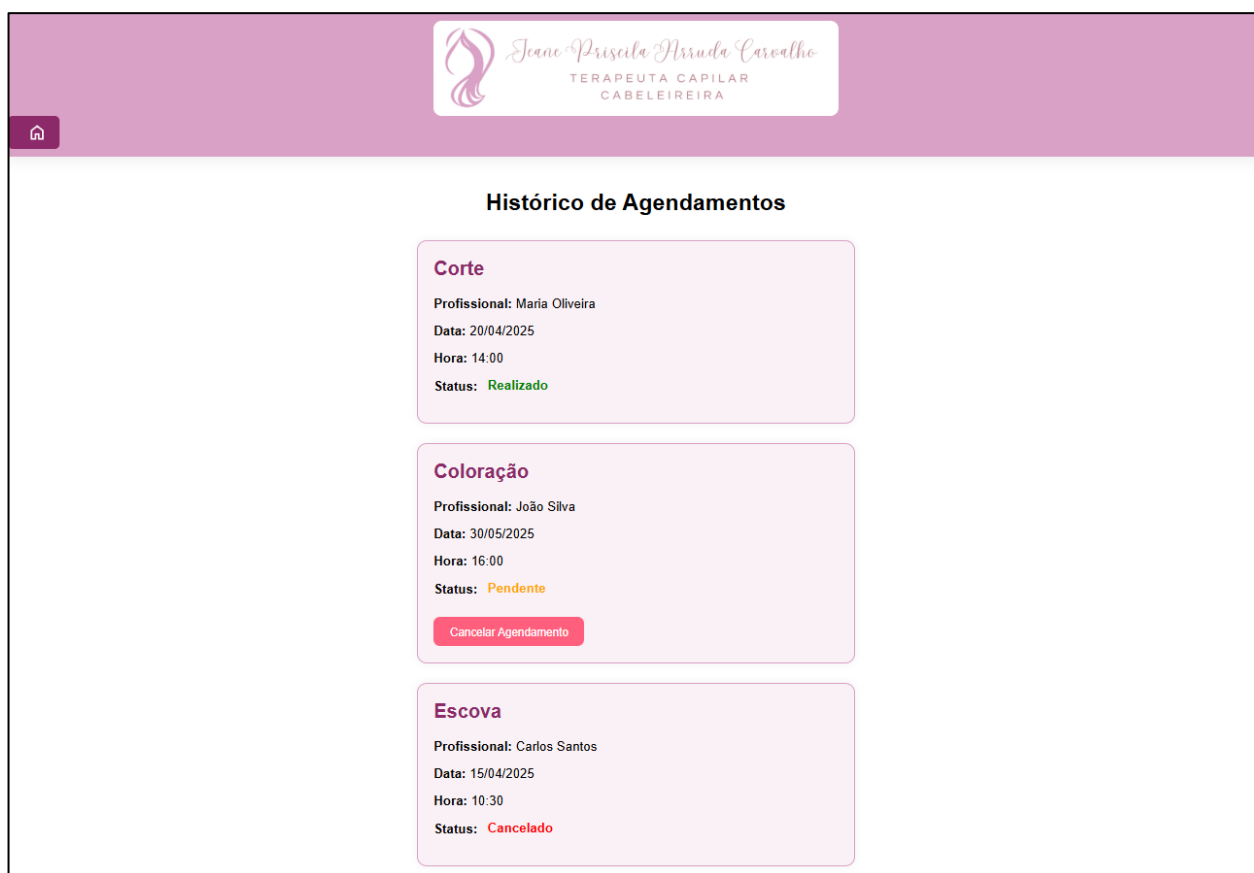 Jeane Priscila Arruda Carvalho
TERAPEUTA CAPILAR
CABELEIREIRA
Histórico de Agendamentos
Corte
Profissional: Maria Oliveira
Data: 20/04/2025
Hora: 14:00
Status: Realizado
Coloração
Profissional: João Silva
Data: 30/05/2025
Hora: 16:00
Status: Pendente
Cancelar Agendamento
Escova
Profissional: Carlos Santos
Data: 15/04/2025
Hora: 10:30
Status: Cancelado